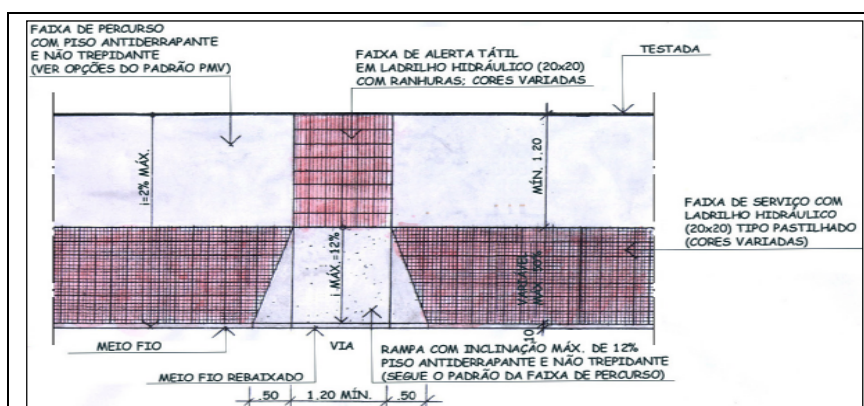 FAIXA DE PERCURSO
COM PISO ANTIDERRAPANTE
E NÃO TREPIDANTE
(VER OPÇÕES DO PADRÃO PMV)
FAIXA DE ALERTA TÁTIL
EM LADRILHO HIDRÁULICO (20x20)
COM RANHURAS; CORES VARIADAS
TESTADA
i=2% MÁX.
MÍN. 1,20
FAIXA DE SERVIÇO COM
LADRILHO HIDRÁULICO
(20x20) TIPO PASTILHADO
(CORES VARIADAS)
i MÁX.=12%
VARIÁVEL
MÁX. 50%
,10
MEIO FIO
VIA
RAMPA COM INCLINAÇÃO MÁX. DE 12%
PISO ANTIDERRAPANTE E NÃO TREPIDANTE
(SEGUE O PADRÃO DA FAIXA DE PERCURSO)
MEIO FIO REBAIXADO
.50
1,20 MÍN.
.50